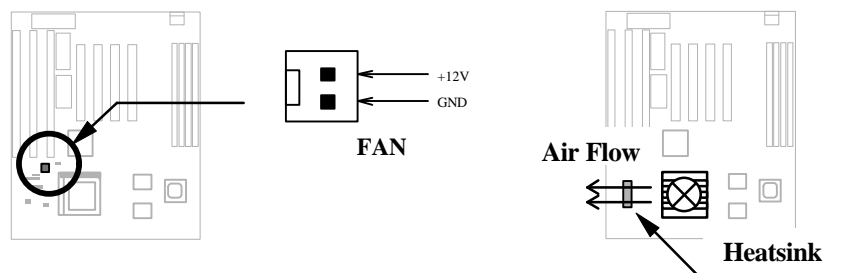 +12V
GND
FAN
Air Flow
Heatsink